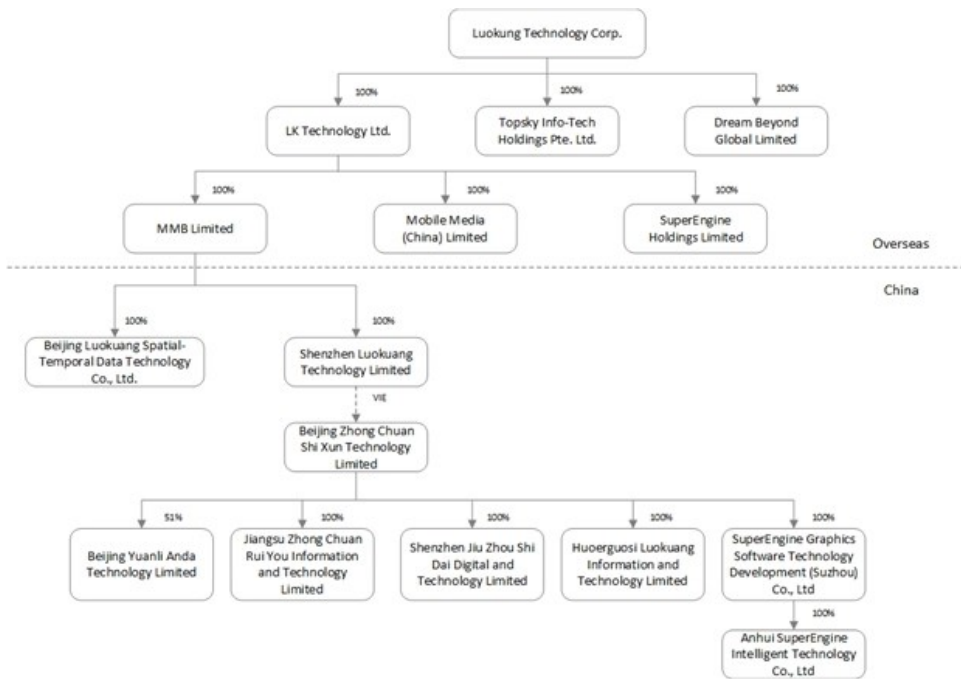 Luokung Technology Corp.
100%
100%
100%
LK Technology Ltd.
Topsky Info-Tech
Holdings Pte. Ltd.
Dream Beyond
Global Limited
100%
100%
100%
MMB Limited
Mobile Media
(China) Limited
SuperEngine
Holdings Limited
Overseas
China
100%
100%
Beijing Luokuang Spatial-
Temporal Data Technology
Co., Ltd.
Shenzhen Luokuang
Technology Limited
VIE
Beijing Zhong Chuan
Shi Xun Technology
Limited
51%
100%
100%
100%
100%
Beijing Yuanli Anda
Technology Limited
Jiangsu Zhong Chuan
Rui You Information
and Technology
Limited
Shenzhen Jiu Zhou Shi
Dai Digital and
Technology Limited
Huoerguosi Luokuang
Information and
Technology Limited
SuperEngine Graphics
Software Technology
Development (Suzhou)
Co., Ltd
100%
Anhui SuperEngine
Intelligent Technology
Co., Ltd